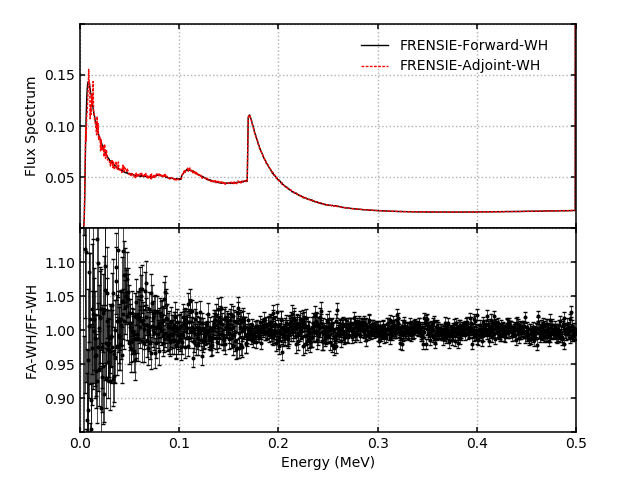 FRENSIE-Forward-WH
FRENSIE-Adjoint-WH
Flux Spectrum
0.15
0.10
0.05
FA-WH/FF-WH
1.10
1.05
1.00
0.95
0.90
0.0 0.1 0.2 0.3 0.4 0.5
Energy (MeV)